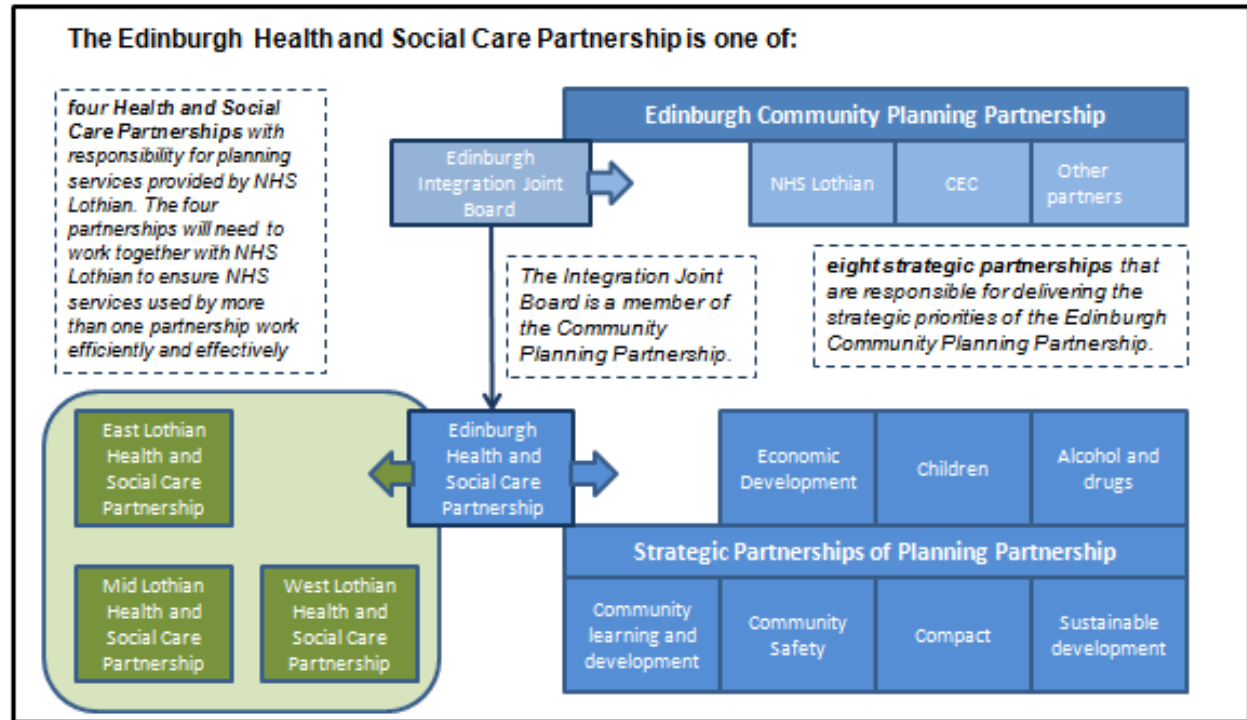 The Edinburgh Health and Social Care Partnership is one of:
four Health and Social
Care Partnerships with
responsibility for planning
services provided by NHS
Lothian. The four
partnerships will need to
work together with NHS
Lothian to ensure NHS
services used by more
than one partnership work
efficiently and effectively
Edinburgh Community Planning Partnership
Edinburgh
Integration Joint
Board
NHS Lothian
CEC
Other
partners
The Integration Joint
Board is a member of
the Community
Planning Partnership.
eight strategic partnerships that
are responsible for delivering the
strategic priorities of the Edinburgh
Community Planning Partnership.
East Lothian
Health and
Social Care
Partnership
Edinburgh
Health and
Social Care
Partnership
Economic
Development
Children
Alcohol and
drugs
Strategic Partnerships of Planning Partnership
Mid Lothian
Health and
Social Care
Partnership
West Lothian
Health and
Social Care
Partnership
Community
learning and
development
Community
Safety
Compact
Sustainable
development